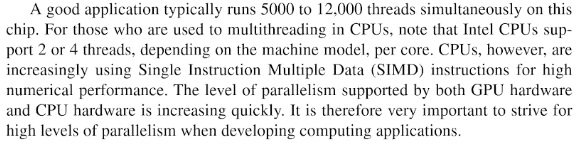 A good application typically runs 5000 to 12,000 threads simultaneously on this
chip. For those who are used to multithreading in CPUs, note that Intel CPUs sup-
port 2 or 4 threads, depending on the machine model, per core. CPUs, however, are
increasingly using Single Instruction Multiple Data (SIMD) instructions for high
numerical performance. The level of parallelism supported by both GPU hardware
and CPU hardware is increasing quickly. It is therefore very important to strive for
high levels of parallelism when developing computing applications.